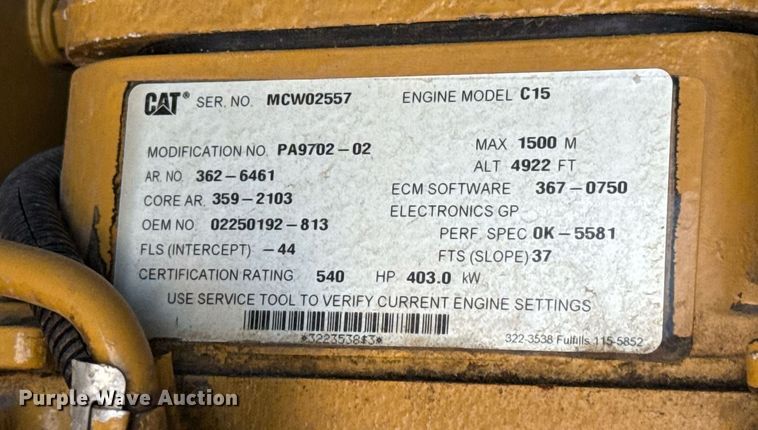 CAT® SER. NO. MCW02557 ENGINE MODEL C15
MODIFICATION NO. PA9702-02 MAX 1500 M
AR. NO. 362-6461 ALT 4922 FT
CORE AR. 359-2103 ECM SOFTWARE 367-0750
OEM NO. 02250192-813 ELECTRONICS GP
FLS (INTERCEPT) -44 PERF. SPEC 0K-5581
FTS (SLOPE) 37
CERTIFICATION RATING 540 HP 403.0 kW
USE SERVICE TOOL TO VERIFY CURRENT ENGINE SETTINGS
322-3538 Fulfills 115-5852
Purple Wave Auction